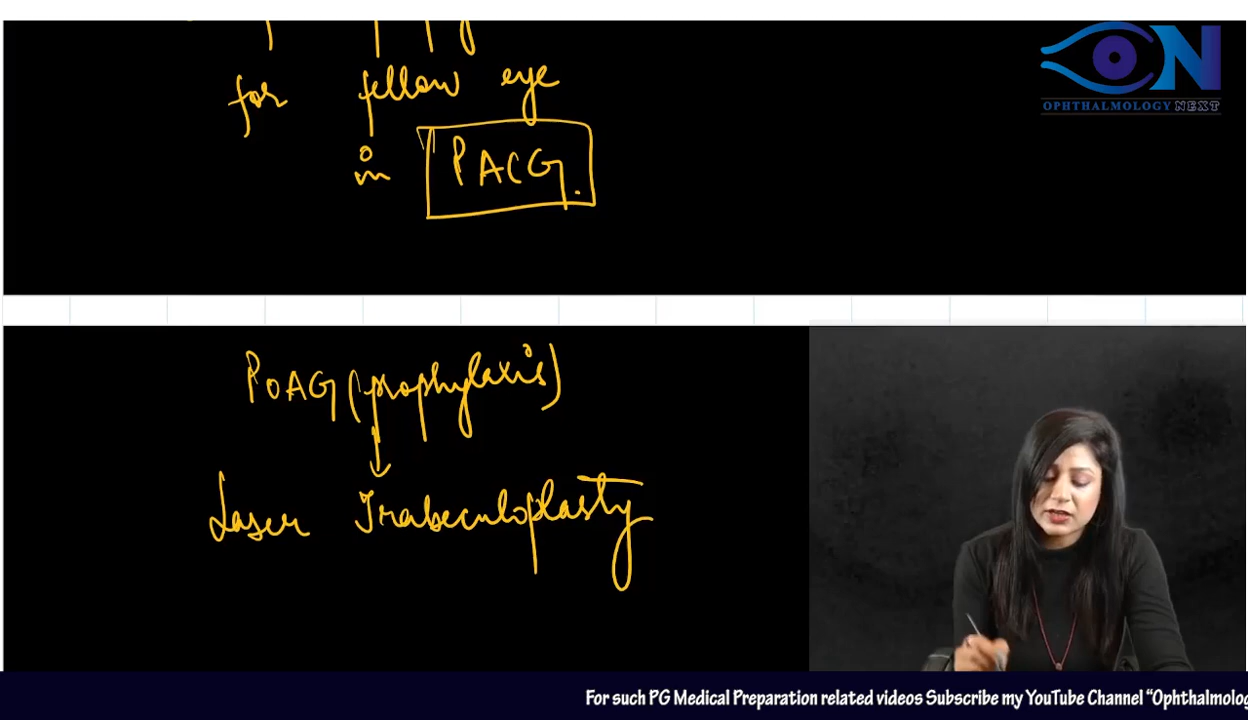 ON
OPHTHALMOLOGY NEXT
for fellow eye
in PACG.
POAG (prophylaxis)
Laser Trabeculoplasty
For such PG Medical Preparation related videos Subscribe my YouTube Channel “Ophthalmolog